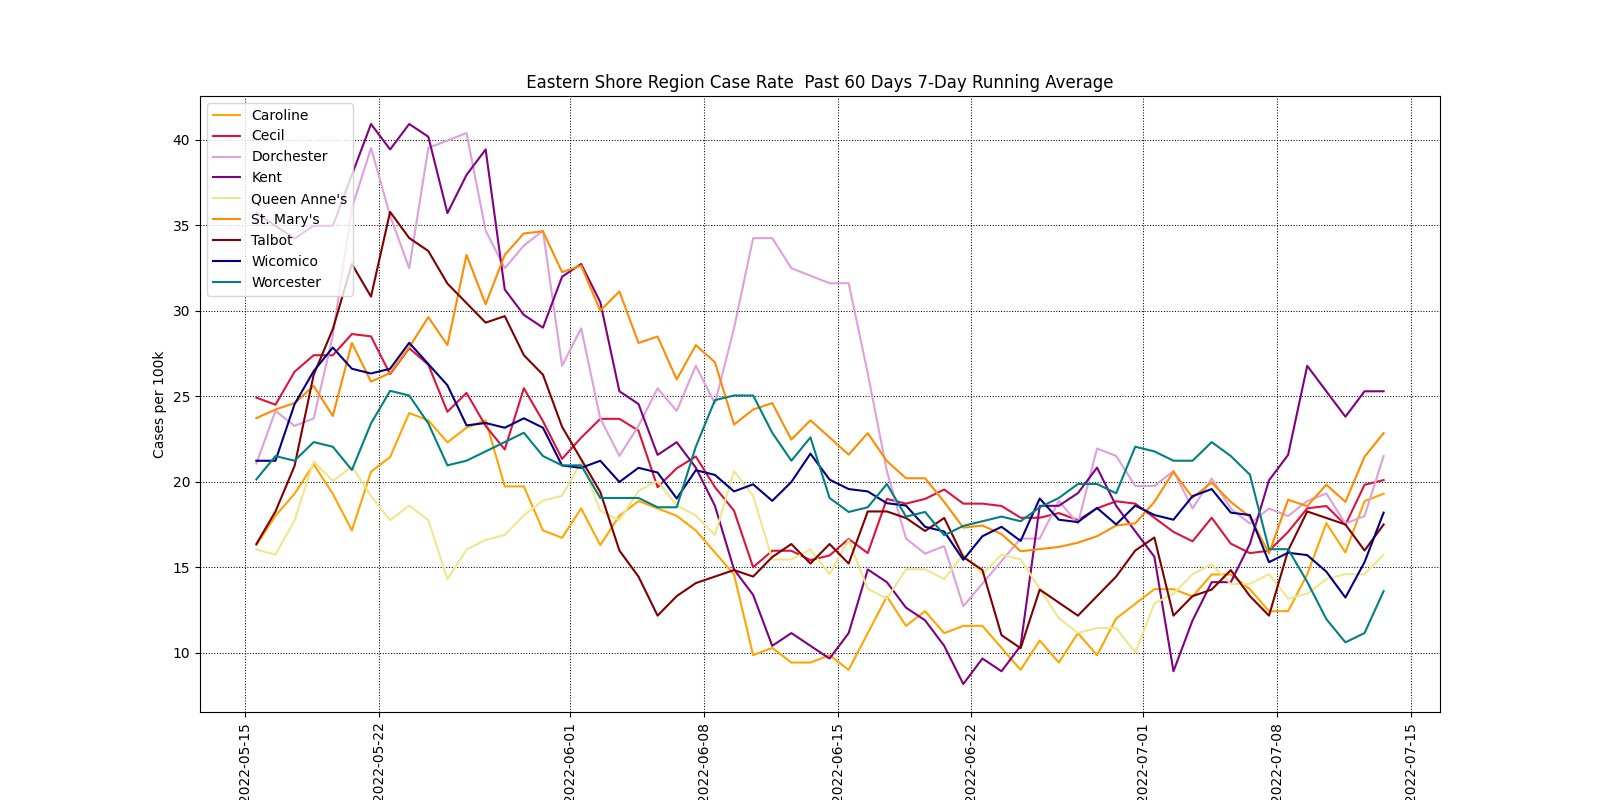 Eastern Shore Region Case Rate  Past 60 Days 7-Day Running Average
Caroline
Cecil
Dorchester
Kent
Queen Anne's
St. Mary's
Talbot
Wicomico
Worcester
Cases per 100k
40
35
30
25
20
15
10
2022-05-15
2022-05-22
2022-06-01
2022-06-08
2022-06-15
2022-06-22
2022-07-01
2022-07-08
2022-07-15